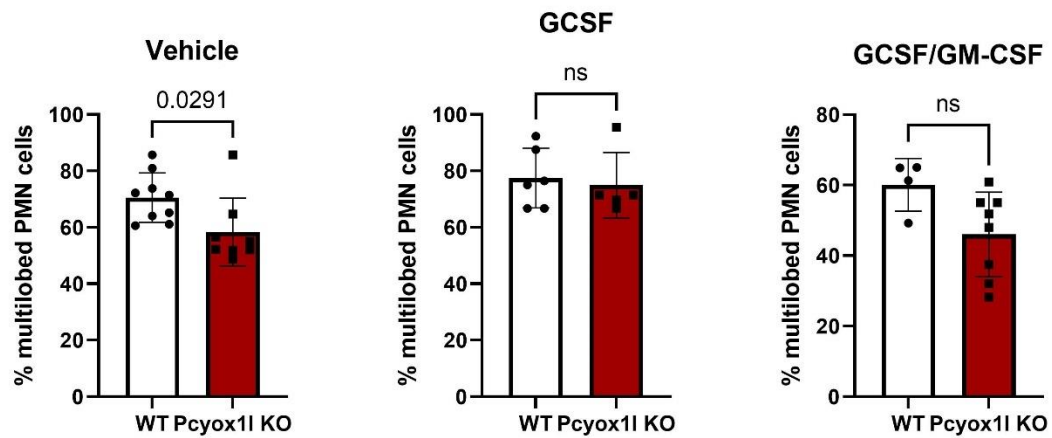 Vehicle
0.0291
% multilobed PMN cells
100
80
60
40
20
0
WT Pcyox1l KO
GCSF
ns
% multilobed PMN cells
100
80
60
40
20
0
WT Pcyox1l KO
GCSF/GM-CSF
ns
% multilobed PMN cells
80
60
40
20
0
WT Pcyox1l KO